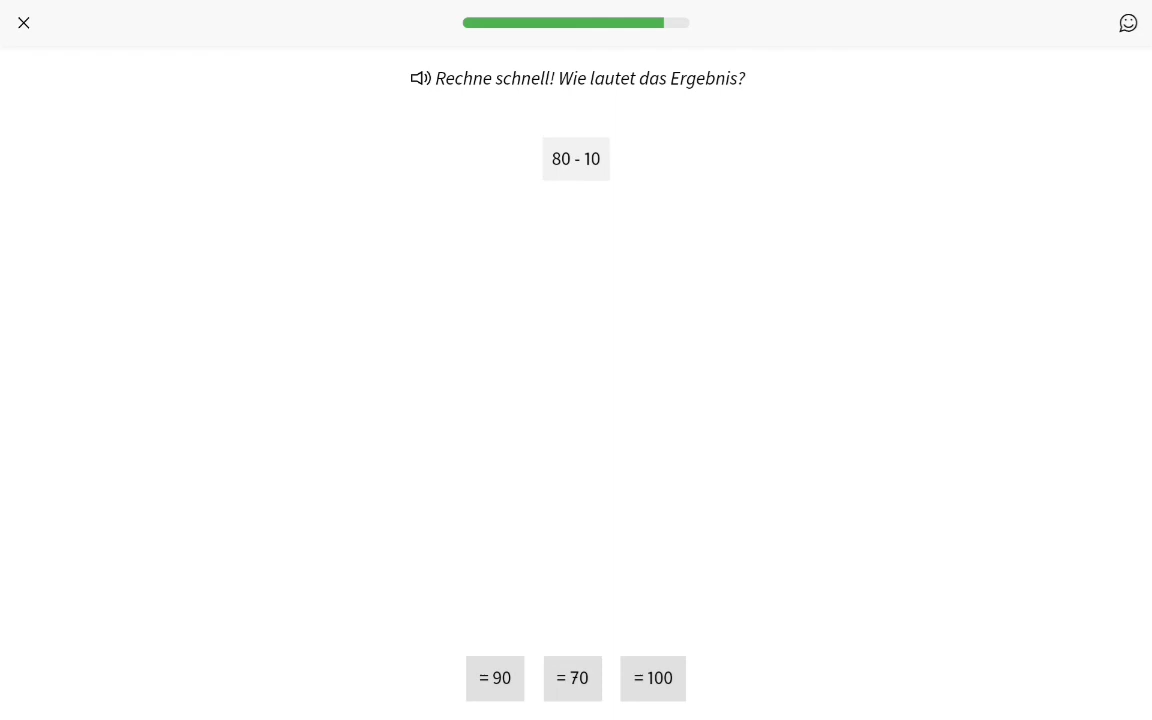 Rechne schnell! Wie lautet das Ergebnis?
80 - 10
= 90
= 70
= 100